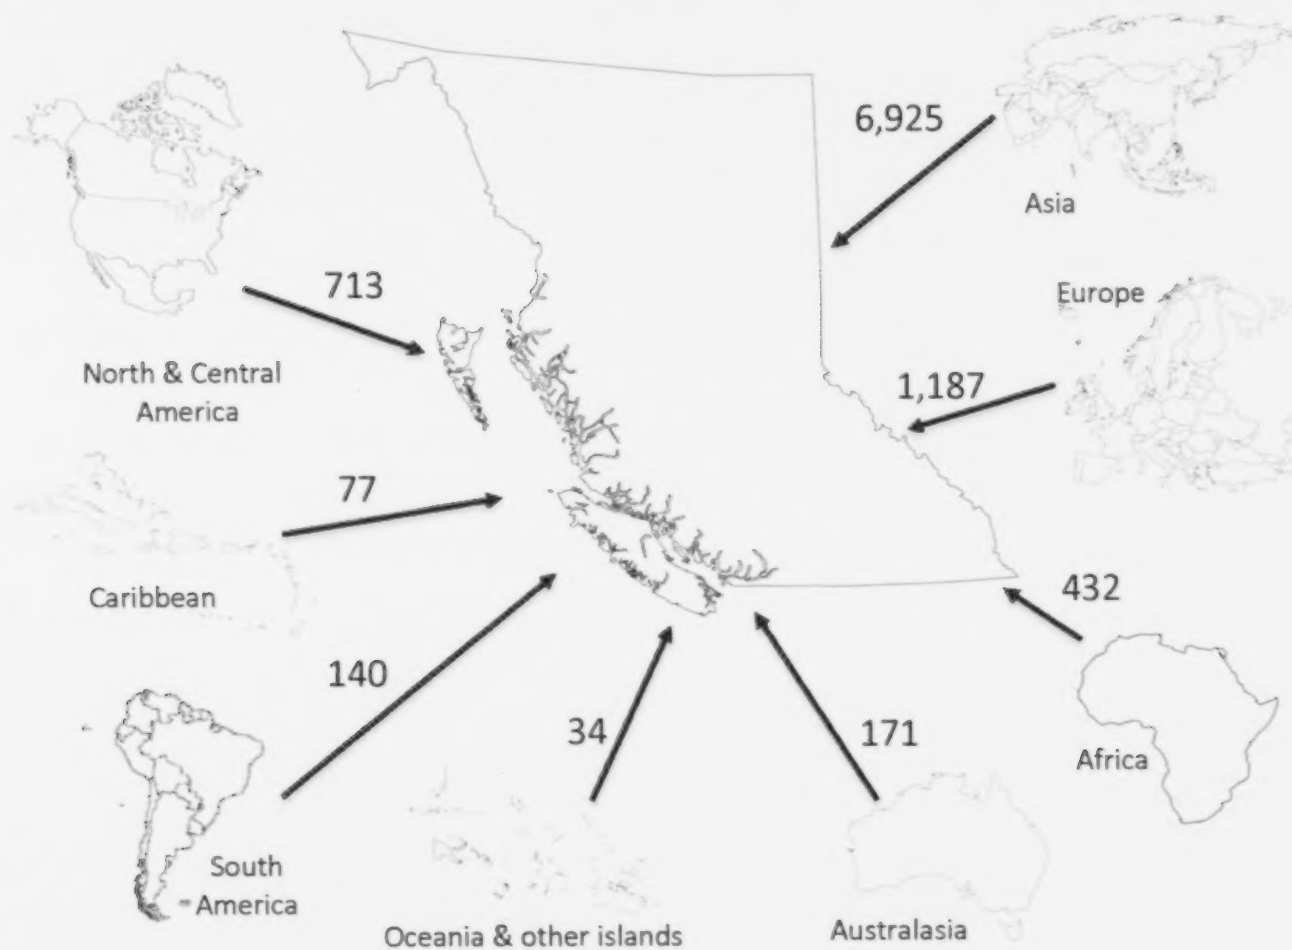 6,925
Asia
Europe
713
North & Central
America
1,187
77
Caribbean
432
140
34
171
Africa
South
America
Oceania & other islands
Australasia